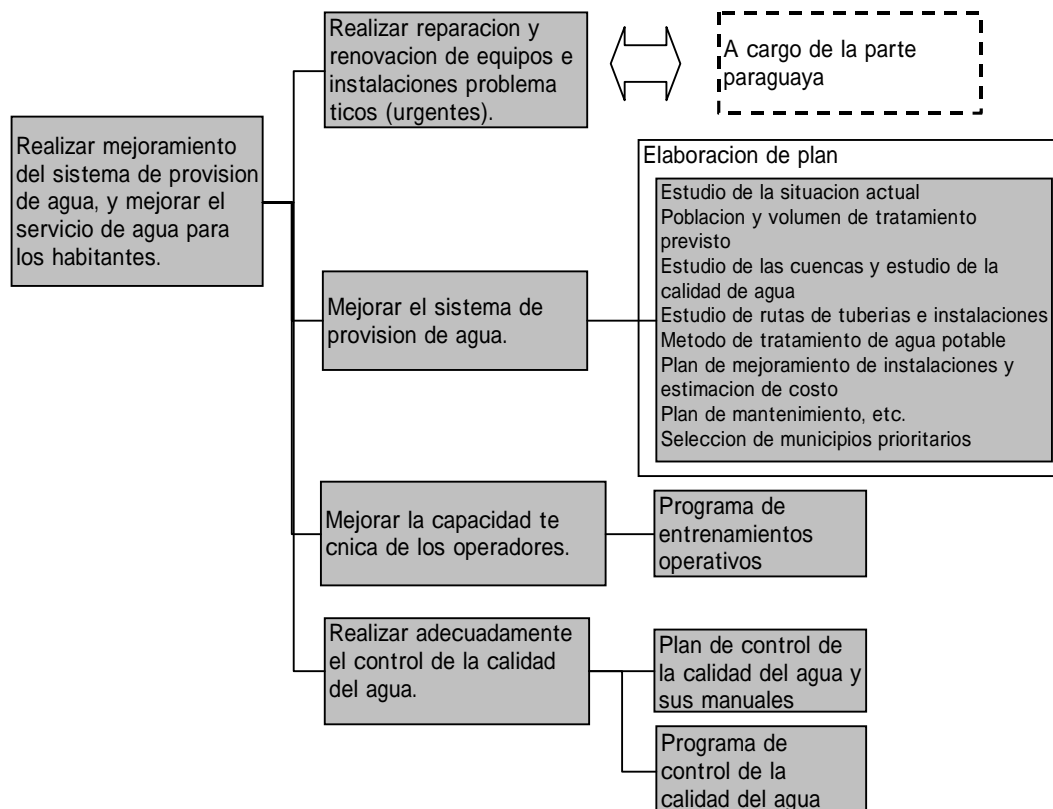 Realizar mejoramiento
del sistema de provision
de agua, y mejorar el
servicio de agua para
los habitantes.
Realizar reparacion y
renovacion de equipos e
instalaciones problema
ticos (urgentes).
A cargo de la parte
paraguaya
Mejorar el sistema de
provision de agua.
Elaboracion de plan
Estudio de la situacion actual
Poblacion y volumen de tratamiento
previsto
Estudio de las cuencas y estudio de la
calidad de agua
Estudio de rutas de tuberias e instalaciones
Metodo de tratamiento de agua potable
Plan de mejoramiento de instalaciones y
estimacion de costo
Plan de mantenimiento, etc.
Seleccion de municipios prioritarios
Mejorar la capacidad te
cnica de los operadores.
Programa de
entrenamientos
operativos
Realizar adecuadamente
el control de la calidad
del agua.
Plan de control de
la calidad del agua y
sus manuales
Programa de
control de la
calidad del agua